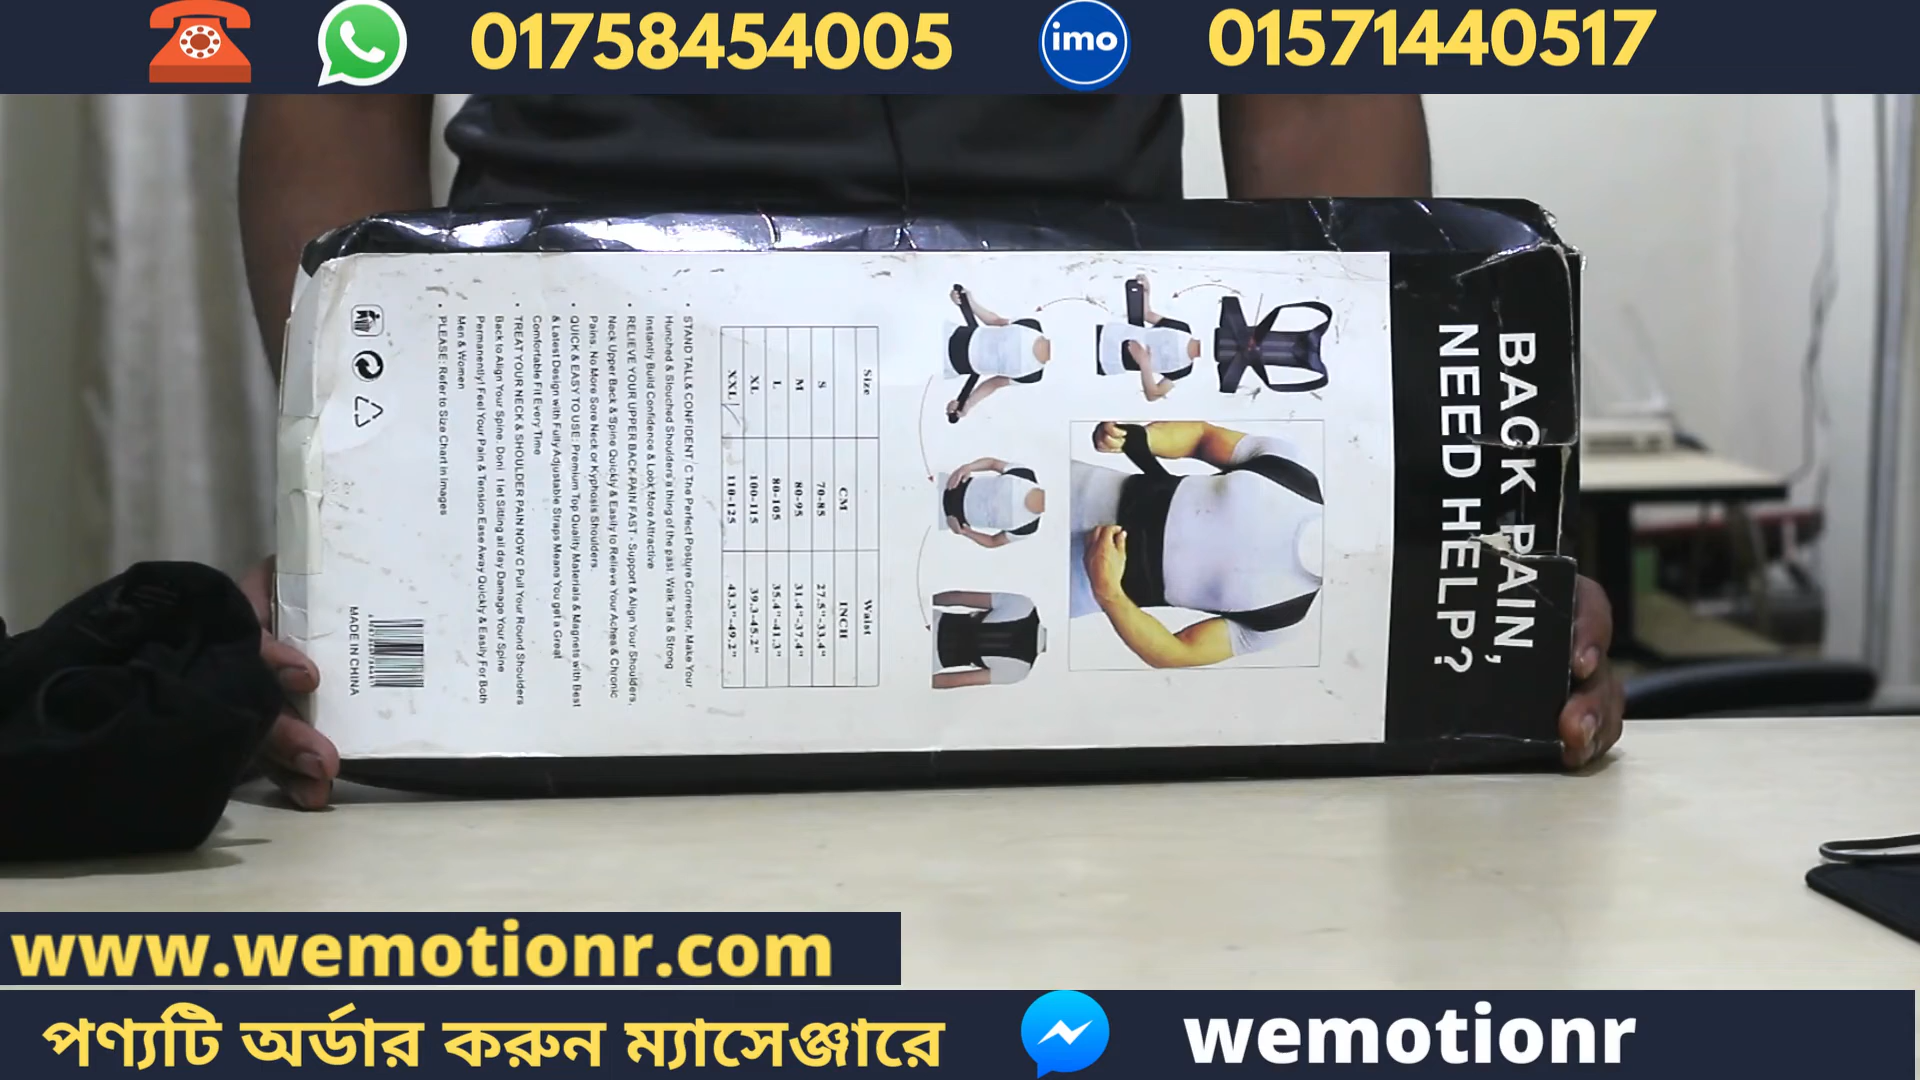 01758454005
imo
01571440517
BACK PAIN,
NEED HELP?
Size Waist
CM INCH
S 70-85 27.5"-33.4"
M 80-95 31.4"-37.4"
L 80-105 35.4"-41.3"
XL 100-115 39.3-45.2"
XXL 110-125 43.3"-49.2"
• STAND TALL & CONFIDENT C The Perfect Posture Corrector, Make Your
Hunched & Slouched Shoulders a thing of the past. Walk Tall & Strong
Instantly Build Confidence & Look More Attractive
• RELIEVE YOUR UPPER BACK PAIN FAST - Support & Align Your Shoulders,
Neck Upper Back & Spine Quickly & Easily to Relieve Your Aches & Chronic
Pains. No More Sore Neck or Kyphosis Shoulders.
• QUICK & EASY TO USE: Premium Top Quality Materials & Magnets with Best
& Latest Design with Fully Adjustable Straps Means You get a Great
Comfortable Fit Every Time
• TREAT YOUR NECK & SHOULDER PAIN NOW C Pull Your Round Shoulders
Back to Align Your Spine. Don't let Sitting all day Damage Your Spine
Permanently! Feel Your Pain & Tension Ease Away Quickly & Easily For Both
Men & Women
• PLEASE: Refer to Size Chart in Images
MADE IN CHINA
www.wemotionr.com
পণ্যটি অর্ডার করুন ম্যাসেঞ্জারে
wemotionr